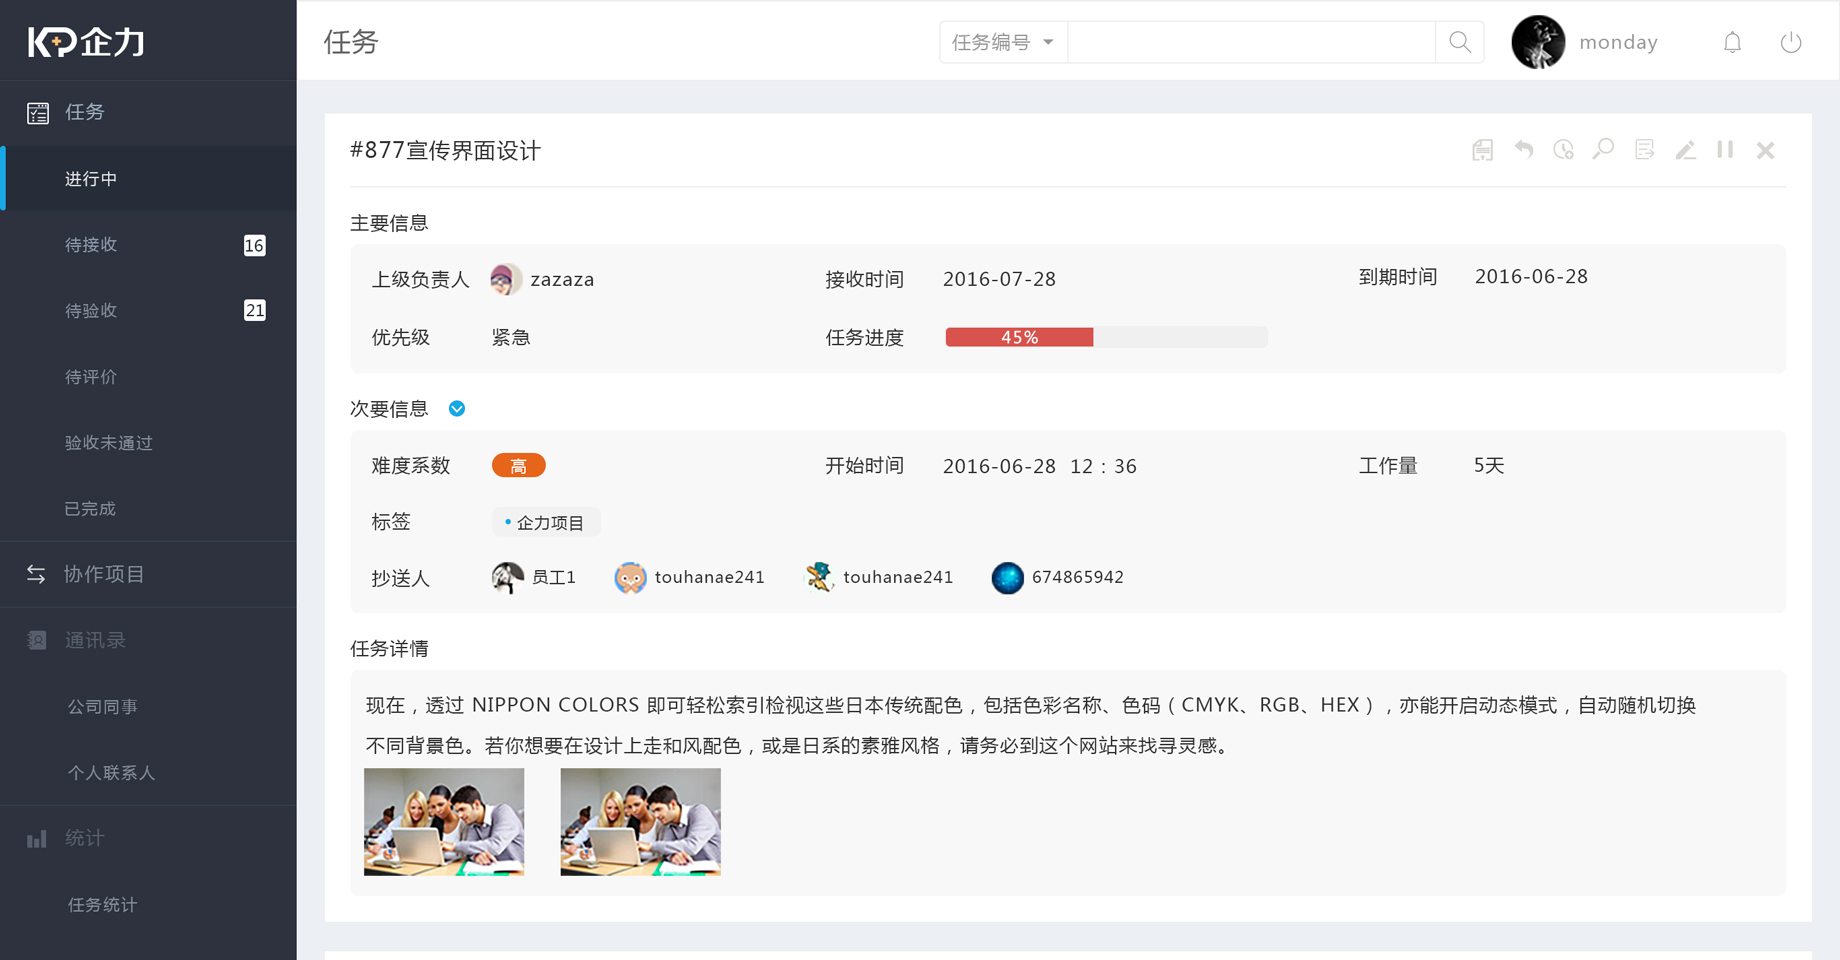 KP企力
任务
任务编号
monday
任务
进行中
待接收 16
待验收 21
待评价
验收未通过
已完成
协作项目
通讯录
公司同事
个人联系人
统计
任务统计
#877宣传界面设计
主要信息
上级负责人 zazaza 接收时间 2016-07-28 到期时间 2016-06-28
优先级 紧急 任务进度 45%
次要信息
难度系数 高 开始时间 2016-06-28 12：36 工作量 5天
标签 企力项目
抄送人 员工1 touhanae241 touhanae241 674865942
任务详情
现在，透过 NIPPON COLORS 即可轻松索引检视这些日本传统配色，包括色彩名称、色码（CMYK、RGB、HEX），亦能开启动态模式，自动随机切换
不同背景色。若你想要在设计上走和风配色，或是日系的素雅风格，请务必到这个网站来找寻灵感。